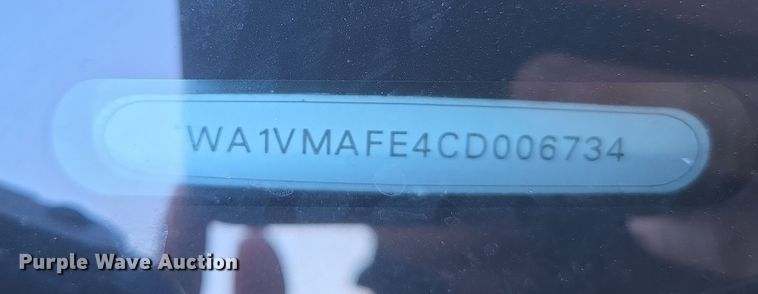 WA1VMAFE4CD006734
Purple Wave Auction